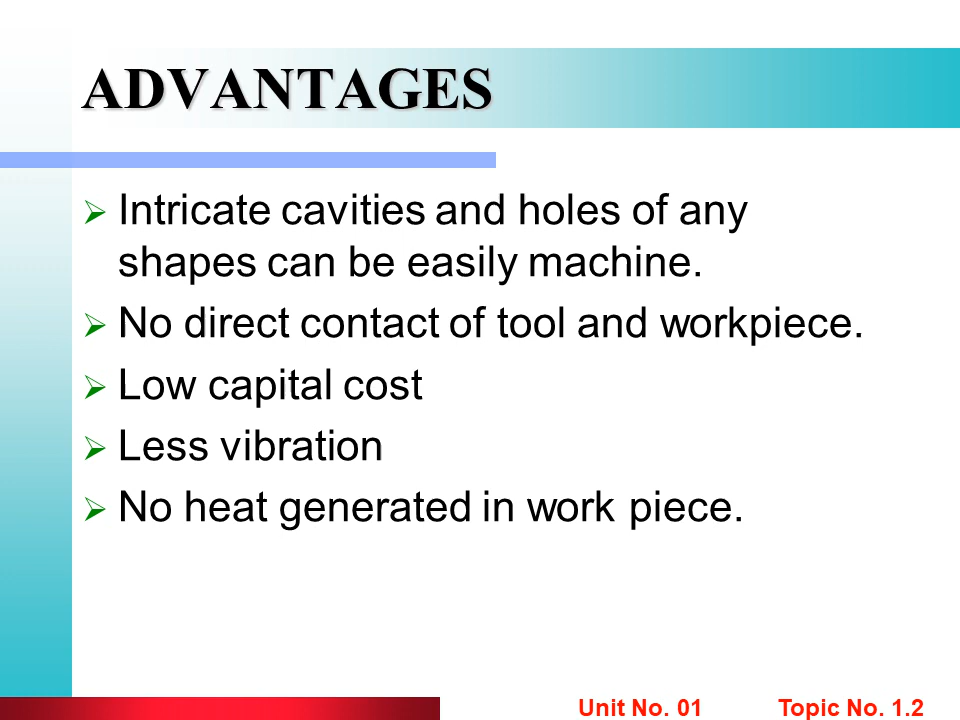 ADVANTAGES
Intricate cavities and holes of any
shapes can be easily machine.
No direct contact of tool and workpiece.
Low capital cost
Less vibration
No heat generated in work piece.
Unit No. 01 Topic No. 1.2